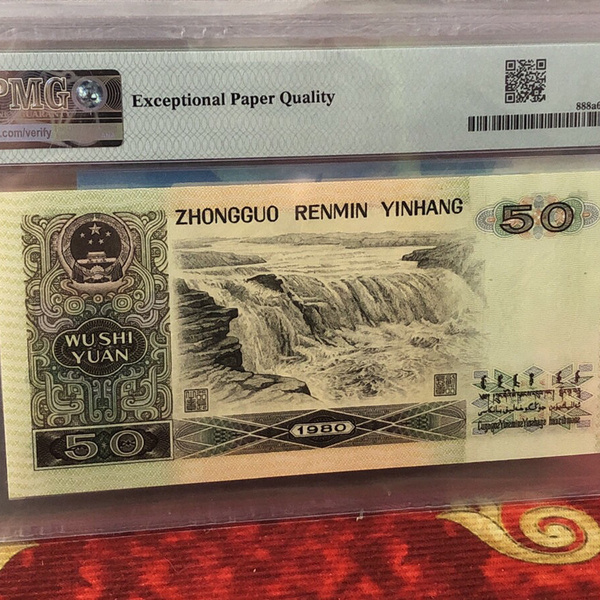 PMG
.com/verify
Exceptional Paper Quality
888a6
ZHONGGUO RENMIN YINHANG
50
WU SHI
YUAN
50
1980